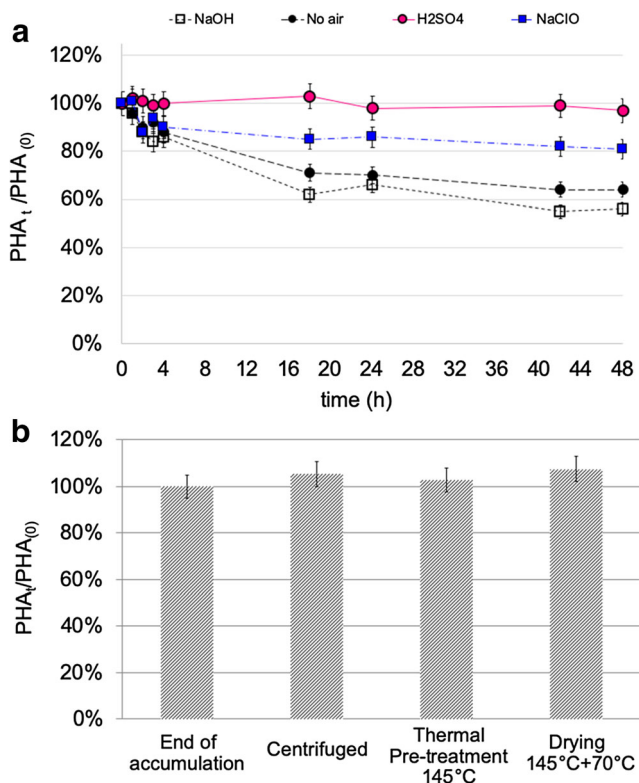 NaOH No air H2SO4 NaClO
a
120%
100%
80%
60%
40%
20%
0%
PHA t /PHA (0)
0 4 8 12 16 20 24 28 32 36 40 44 48
time (h)
b
120%
100%
80%
60%
40%
20%
0%
PHAt/PHA(0)
End of
accumulation
Centrifuged
Thermal
Pre-treatment
145°C
Drying
145°C+70°C